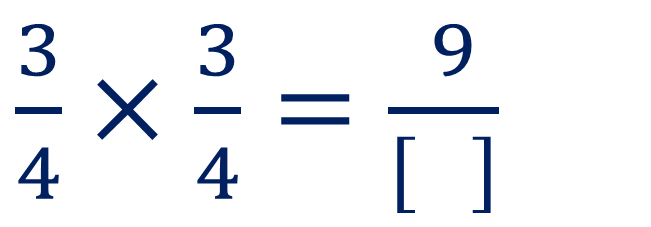 3/4 × 3/4 = 9/[ ]